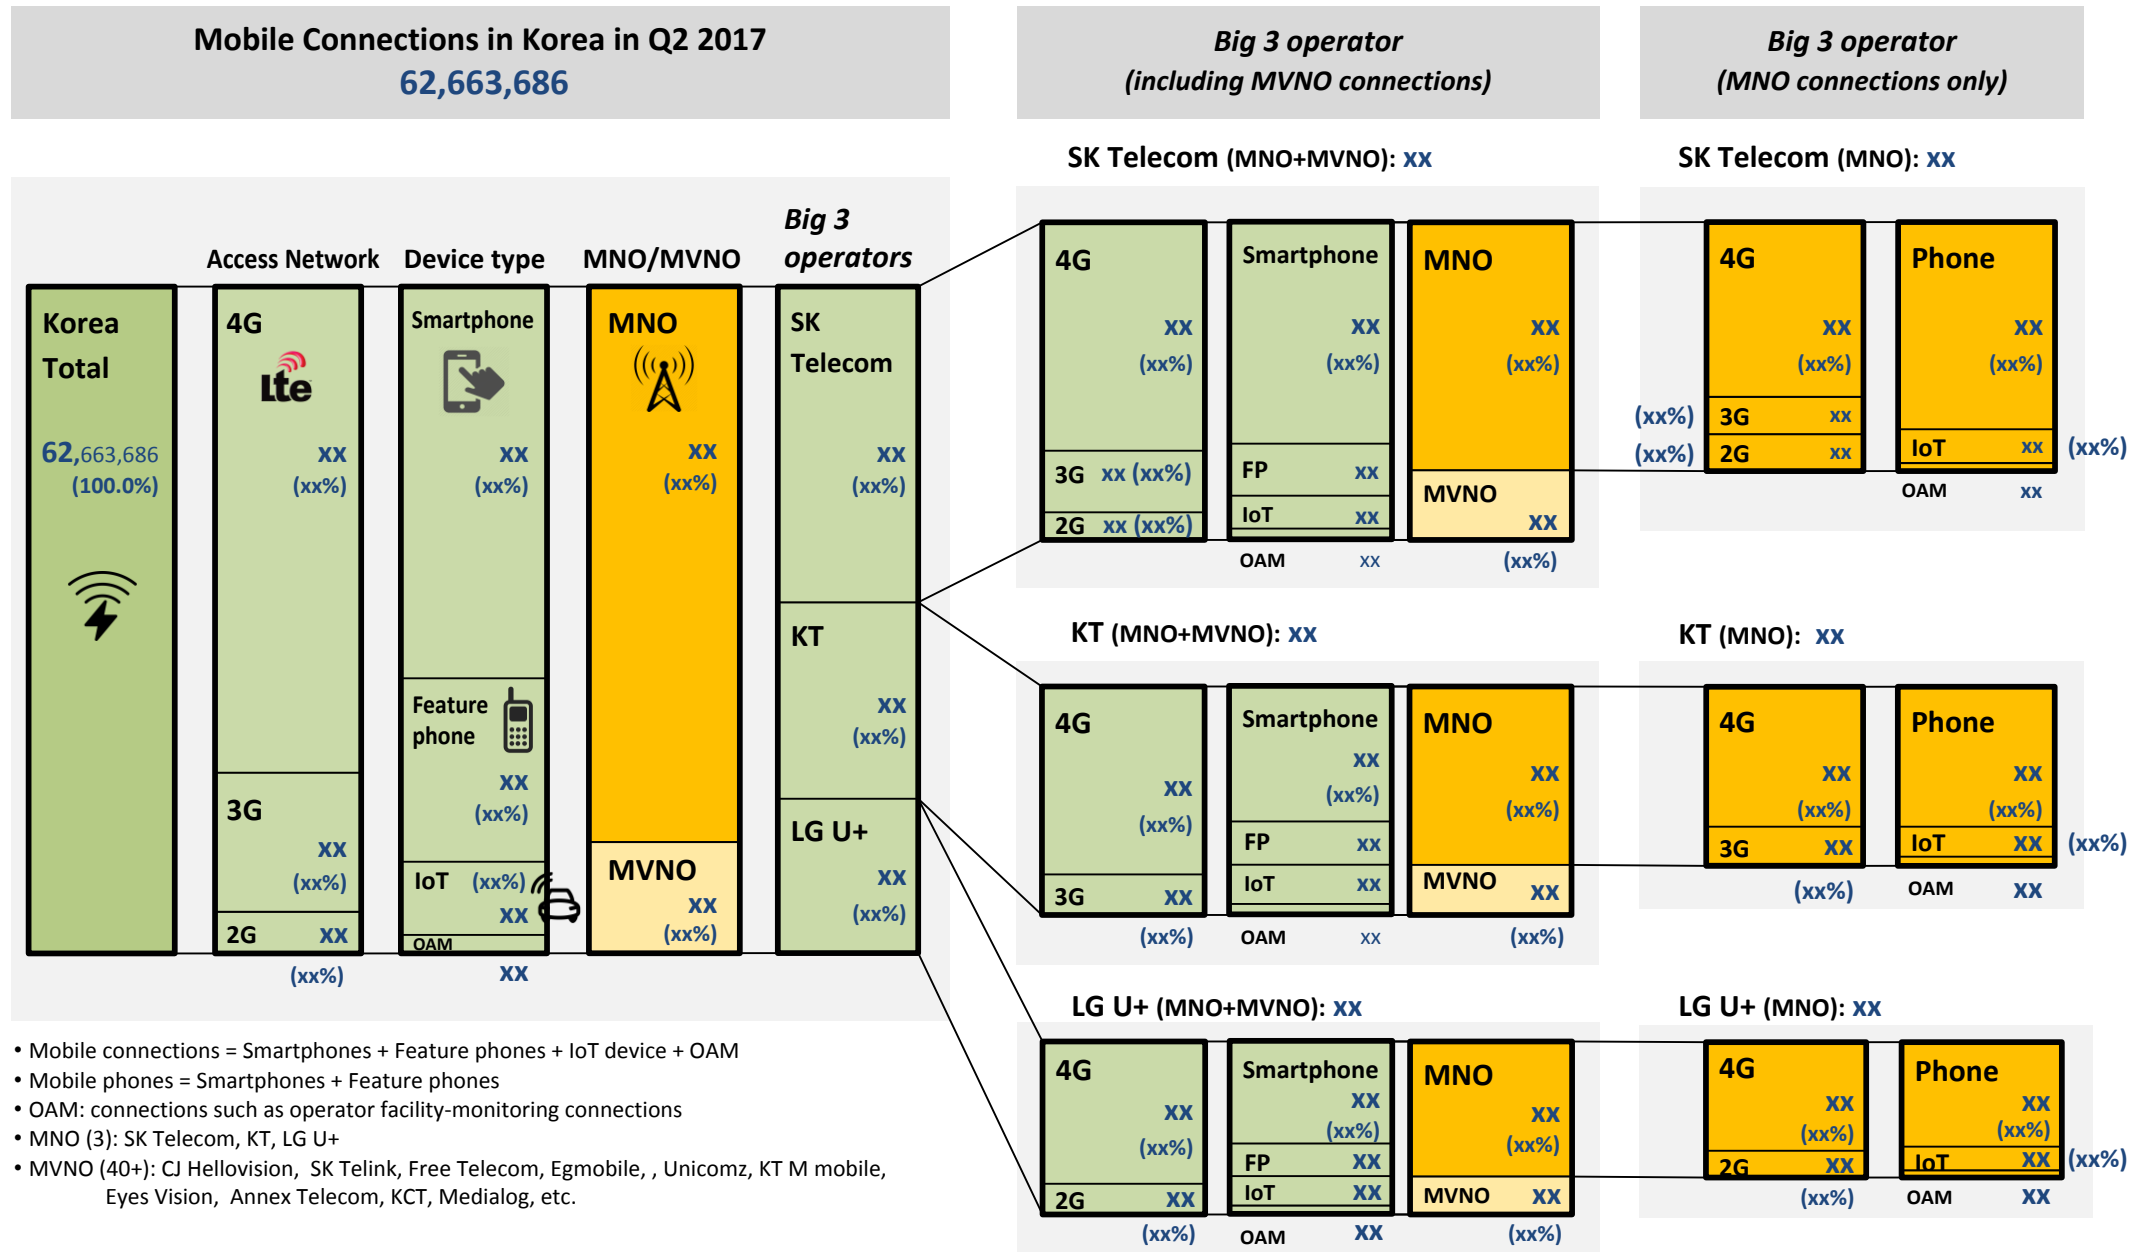 Mobile Connections in Korea in Q2 2017
62,663,686
Big 3 operator
(including MVNO connections)
Big 3 operator
(MNO connections only)
Access Network
Device type
MNO/MVNO
Big 3
operators
Korea
Total
62,663,686
(100.0%)
4G
Lte
xx
(xx%)
3G
xx
(xx%)
2G xx
(xx%)
Smartphone
xx
(xx%)
Feature
phone
xx
(xx%)
IoT (xx%)
xx
OAM
xx
MNO
xx
(xx%)
MVNO
xx
(xx%)
SK
Telecom
xx
(xx%)
KT
xx
(xx%)
LG U+
xx
(xx%)
SK Telecom (MNO+MVNO): xx
4G
xx
(xx%)
3G xx (xx%)
2G xx (xx%)
Smartphone
xx
(xx%)
FP xx
IoT xx
OAM xx
MNO
xx
(xx%)
MVNO
xx
(xx%)
SK Telecom (MNO): xx
4G
xx
(xx%)
(xx%) 3G xx
(xx%) 2G xx
Phone
xx
(xx%)
IoT xx (xx%)
OAM xx
KT (MNO+MVNO): xx
4G
xx
(xx%)
3G xx
(xx%)
Smartphone
xx
(xx%)
FP xx
IoT xx
OAM xx
MNO
xx
(xx%)
MVNO xx
(xx%)
KT (MNO): xx
4G
xx
(xx%)
3G xx
(xx%)
Phone
xx
(xx%)
IoT xx (xx%)
OAM xx
LG U+ (MNO+MVNO): xx
4G
xx
(xx%)
2G xx
(xx%)
Smartphone
xx
(xx%)
FP xx
IoT xx
OAM xx
MNO
xx
(xx%)
MVNO xx
(xx%)
LG U+ (MNO): xx
4G
xx
(xx%)
2G xx
(xx%)
Phone
xx
(xx%)
IoT xx (xx%)
OAM xx
• Mobile connections = Smartphones + Feature phones + IoT device + OAM
• Mobile phones = Smartphones + Feature phones
• OAM: connections such as operator facility-monitoring connections
• MNO (3): SK Telecom, KT, LG U+
• MVNO (40+): CJ Hellovision, SK Telink, Free Telecom, Egmobile, , Unicomz, KT M mobile,
Eyes Vision, Annex Telecom, KCT, Medialog, etc.